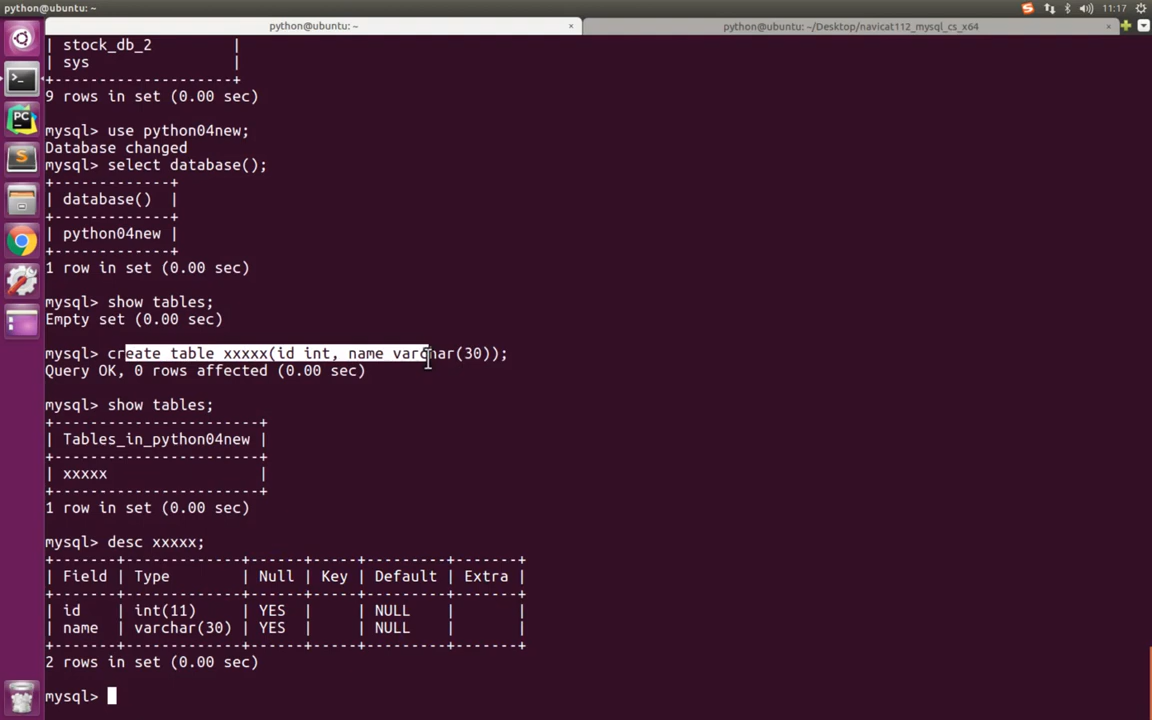 python@ubuntu: ~
11:17
python@ubuntu: ~ × python@ubuntu: ~/Desktop/navicat112_mysql_cs_x64 ×
| stock_db_2         |
| sys                |
+--------------------+
9 rows in set (0.00 sec)
mysql> use python04new;
Database changed
mysql> select database();
+-------------+
| database()  |
+-------------+
| python04new |
+-------------+
1 row in set (0.00 sec)
mysql> show tables;
Empty set (0.00 sec)
mysql> create table xxxxx(id int, name varchar(30));
Query OK, 0 rows affected (0.00 sec)
mysql> show tables;
+-----------------------+
| Tables_in_python04new |
+-----------------------+
| xxxxx                 |
+-----------------------+
1 row in set (0.00 sec)
mysql> desc xxxxx;
+-------+-------------+------+-----+---------+-------+
| Field | Type        | Null | Key | Default | Extra |
+-------+-------------+------+-----+---------+-------+
| id    | int(11)     | YES  |     | NULL    |       |
| name  | varchar(30) | YES  |     | NULL    |       |
+-------+-------------+------+-----+---------+-------+
2 rows in set (0.00 sec)
mysql>
PC
S